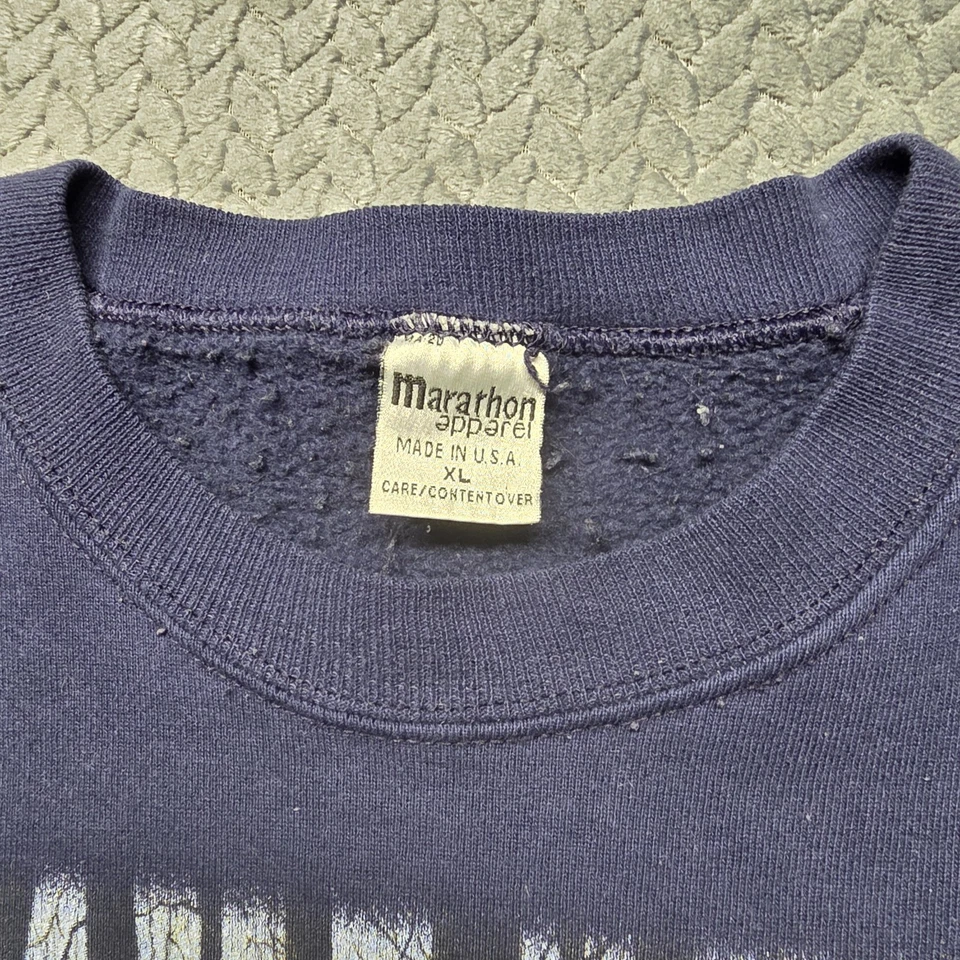 marathon
apparel
MADE IN U.S.A.
XL
CARE/CONTENT OVER